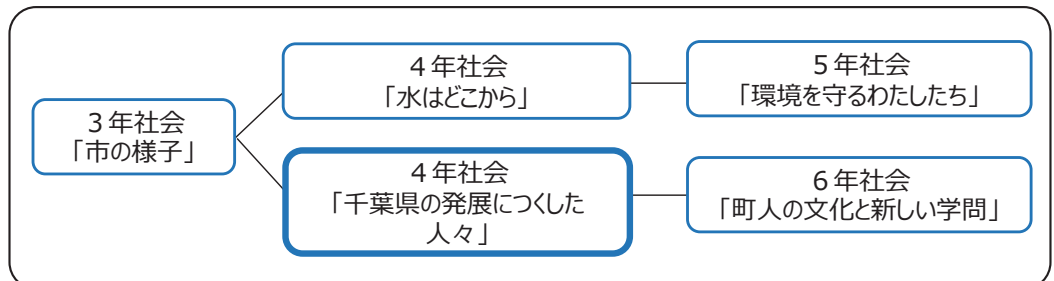 ３年社会
「市の様子」
４年社会
「水はどこから」
５年社会
「環境を守るわたしたち」
４年社会
「千葉県の発展につくした
人々」
６年社会
「町人の文化と新しい学問」